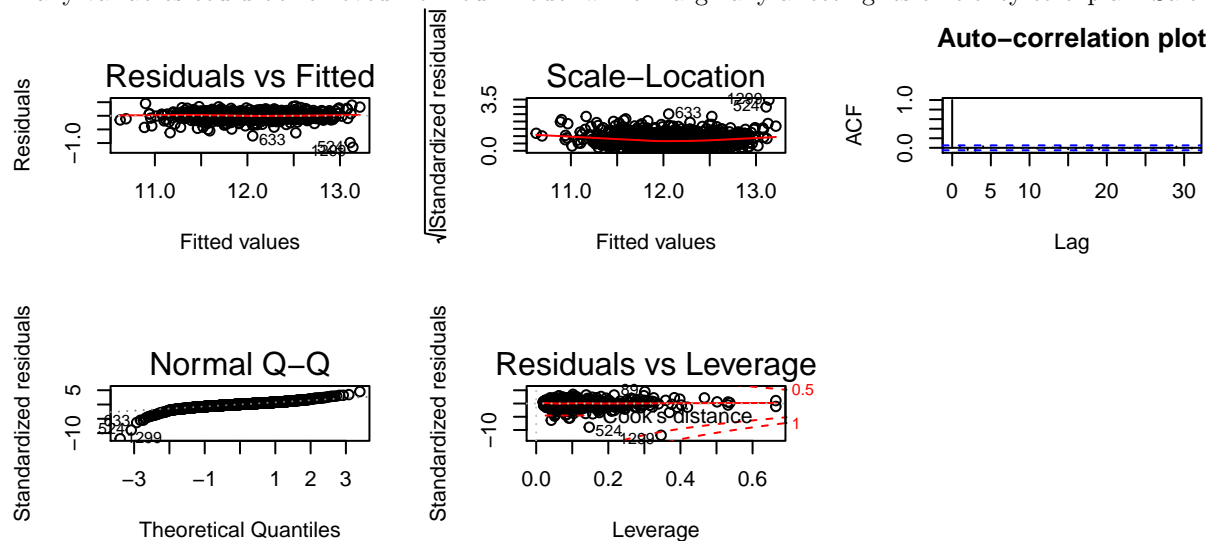 Auto−correlation plot
Residuals vs Fitted
Residuals
−1.0
633
524
1299
11.0 12.0 13.0
Fitted values
Scale−Location
√|Standardized residuals|
0.0 3.5
1299
524
633
11.0 12.0 13.0
Fitted values
ACF
0.0 1.0
0 5 10 20 30
Lag
Normal Q−Q
Standardized residuals
−10 5
633
524
1299
−3 −1 1 2 3
Theoretical Quantiles
Residuals vs Leverage
Standardized residuals
−10
Cook's distance
0.5
1
89
524
1299
0.0 0.2 0.4 0.6
Leverage